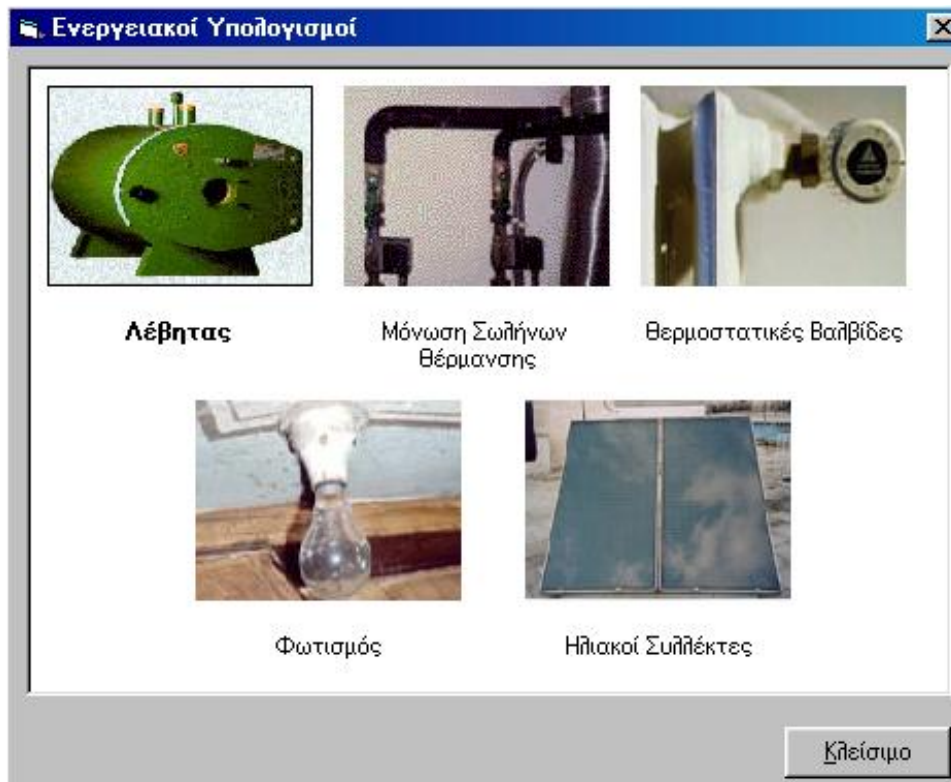 Ενεργειακοί Υπολογισμοί
Λέβητας
Μόνωση Σωλήνων
Θέρμανσης
Θερμοστατικές Βαλβίδες
Φωτισμός
Ηλιακοί Συλλέκτες
Κλείσιμο